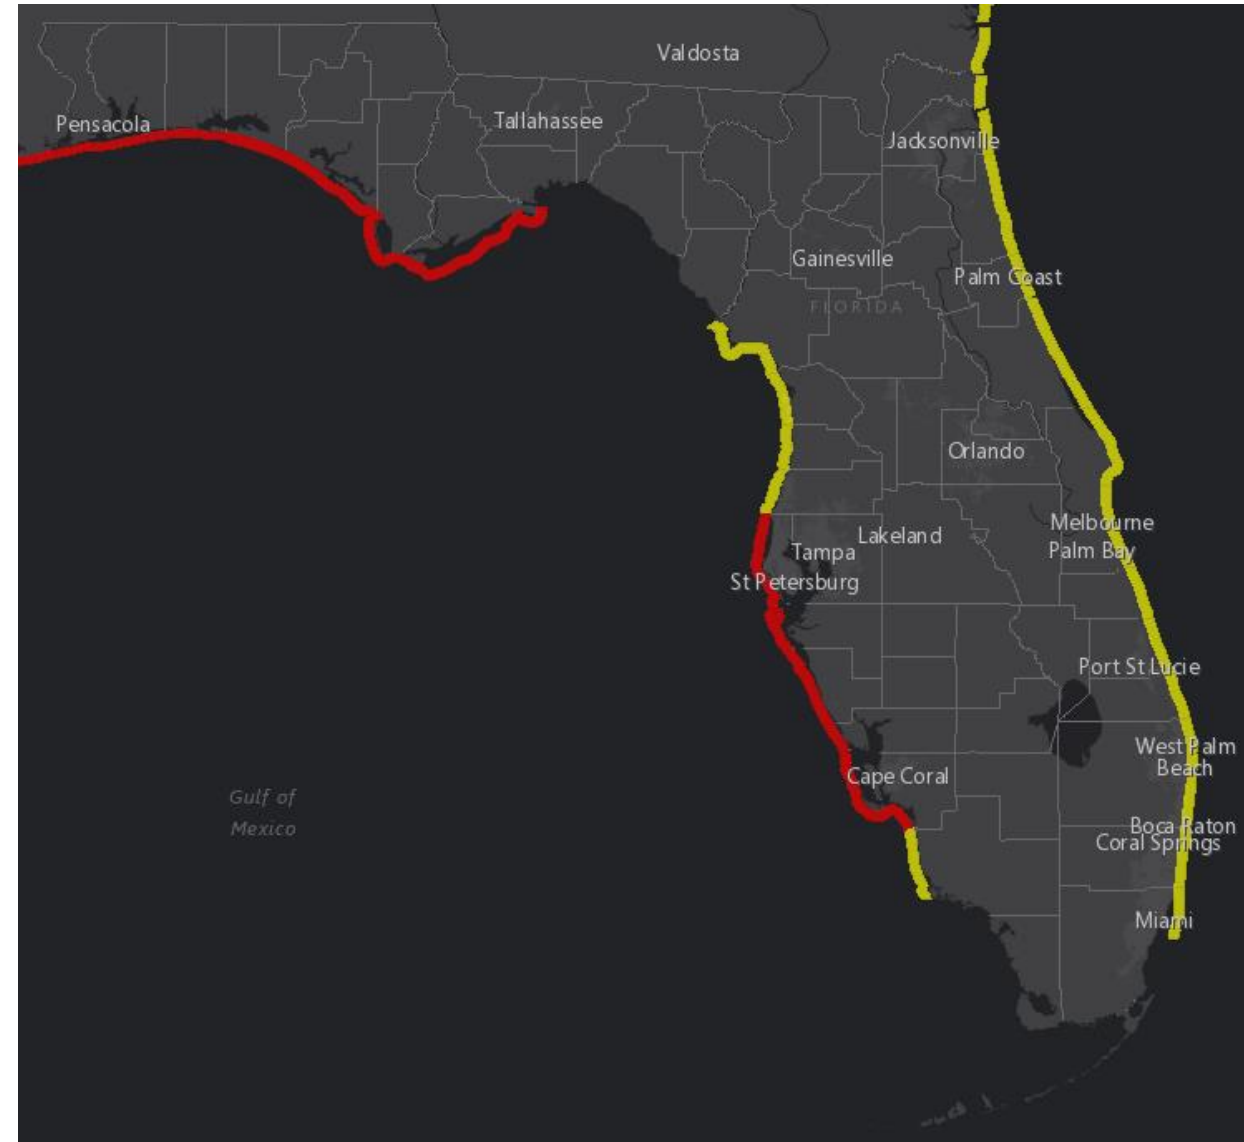 Valdosta
Pensacola
Tallahassee
Jacksonville
Gainesville
Palm Coast
FLORIDA
Orlando
Melbourne
Lakeland
Tampa
Palm Bay
St Petersburg
Port St Lucie
West Palm
Beach
Cape Coral
Gulf of
Mexico
Boca Raton
Coral Springs
Miami